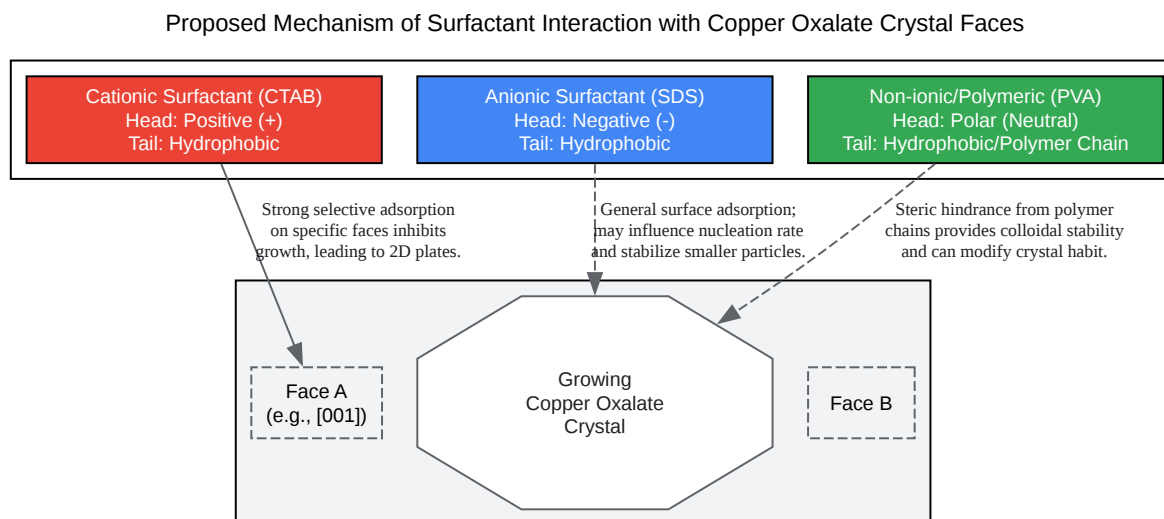 Proposed Mechanism of Surfactant Interaction with Copper Oxalate Crystal Faces
Cationic Surfactant (CTAB)
Head: Positive (+)
Tail: Hydrophobic
Anionic Surfactant (SDS)
Head: Negative (-)
Tail: Hydrophobic
Non-ionic/Polymeric (PVA)
Head: Polar (Neutral)
Tail: Hydrophobic/Polymer Chain
Strong selective adsorption
on specific faces inhibits
growth, leading to 2D plates.
General surface adsorption;
may influence nucleation rate
and stabilize smaller particles.
Steric hindrance from polymer
chains provides colloidal stability
and can modify crystal habit.
Face A
(e.g., [001])
Growing
Copper Oxalate
Crystal
Face B